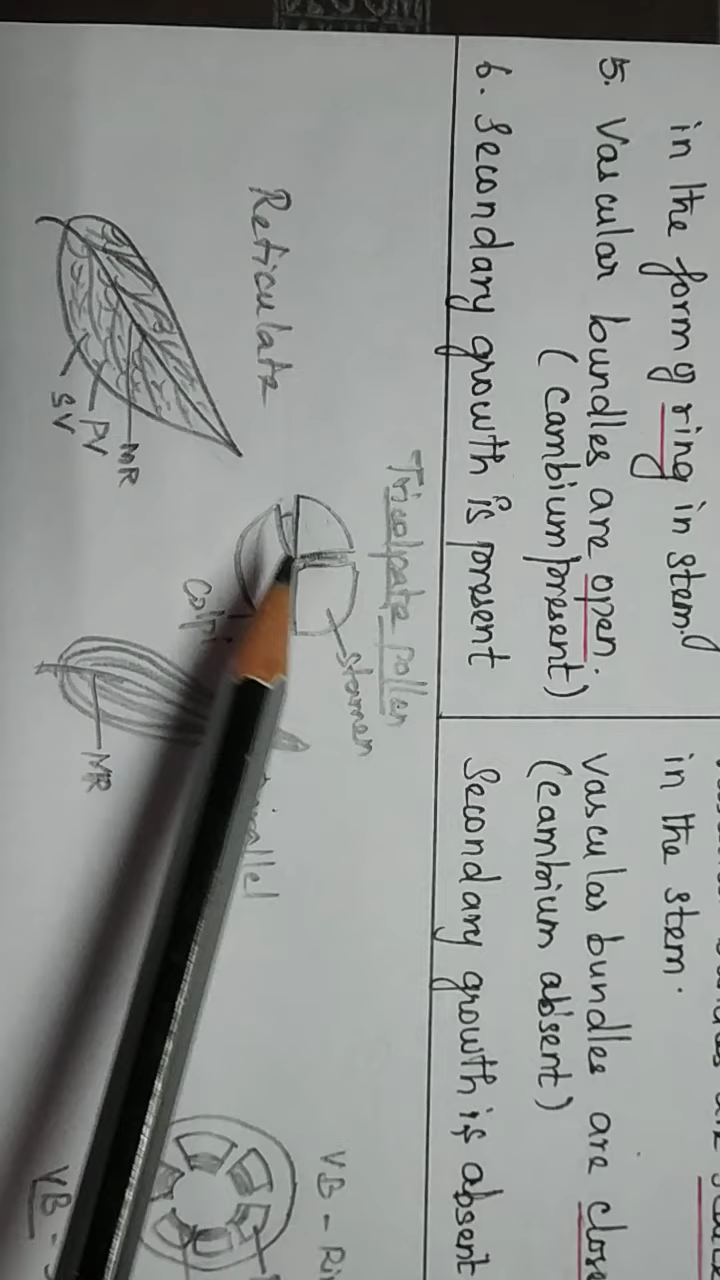 in the form of ring in stem.
5. Vascular bundles are open.
(cambium present)
6. Secondary growth is present
in the stem.
vascular bundles are clos
(cambium absent)
Secondary growth is absent
Tricolpate pollen
stamen
Colpi
Reticulate
MR
PV
SV
MR
VB - Ri
VB -